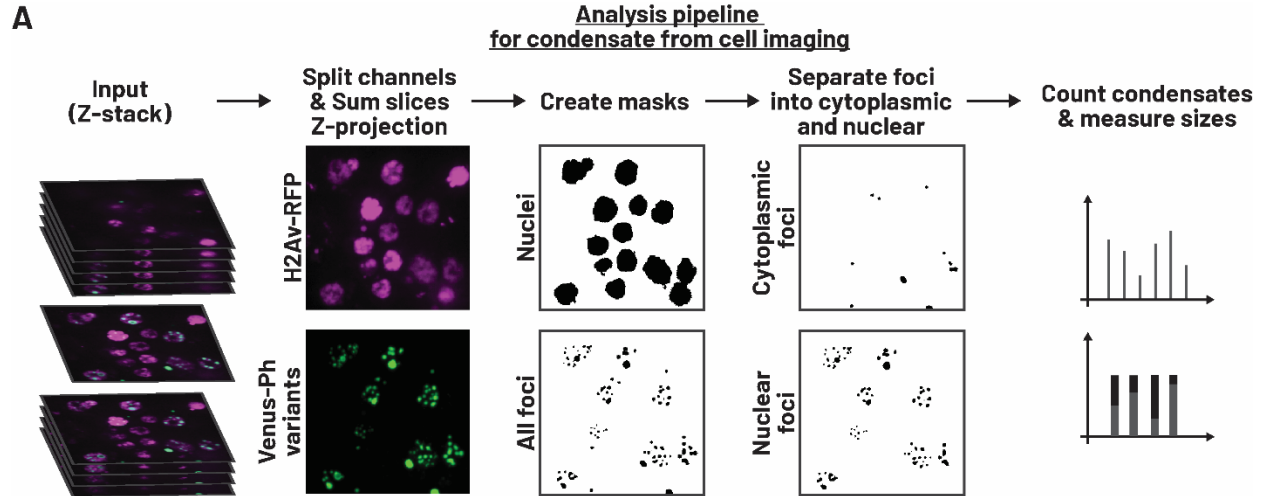 A
Analysis pipeline
for condensate from cell imaging
Input
(Z-stack)
Split channels
& Sum slices
Z-projection
Create masks
Separate foci
into cytoplasmic
and nuclear
Count condensates
& measure sizes
H2Av-RFP
Nuclei
Cytoplasmic
foci
Venus-Ph
variants
All foci
Nuclear
foci